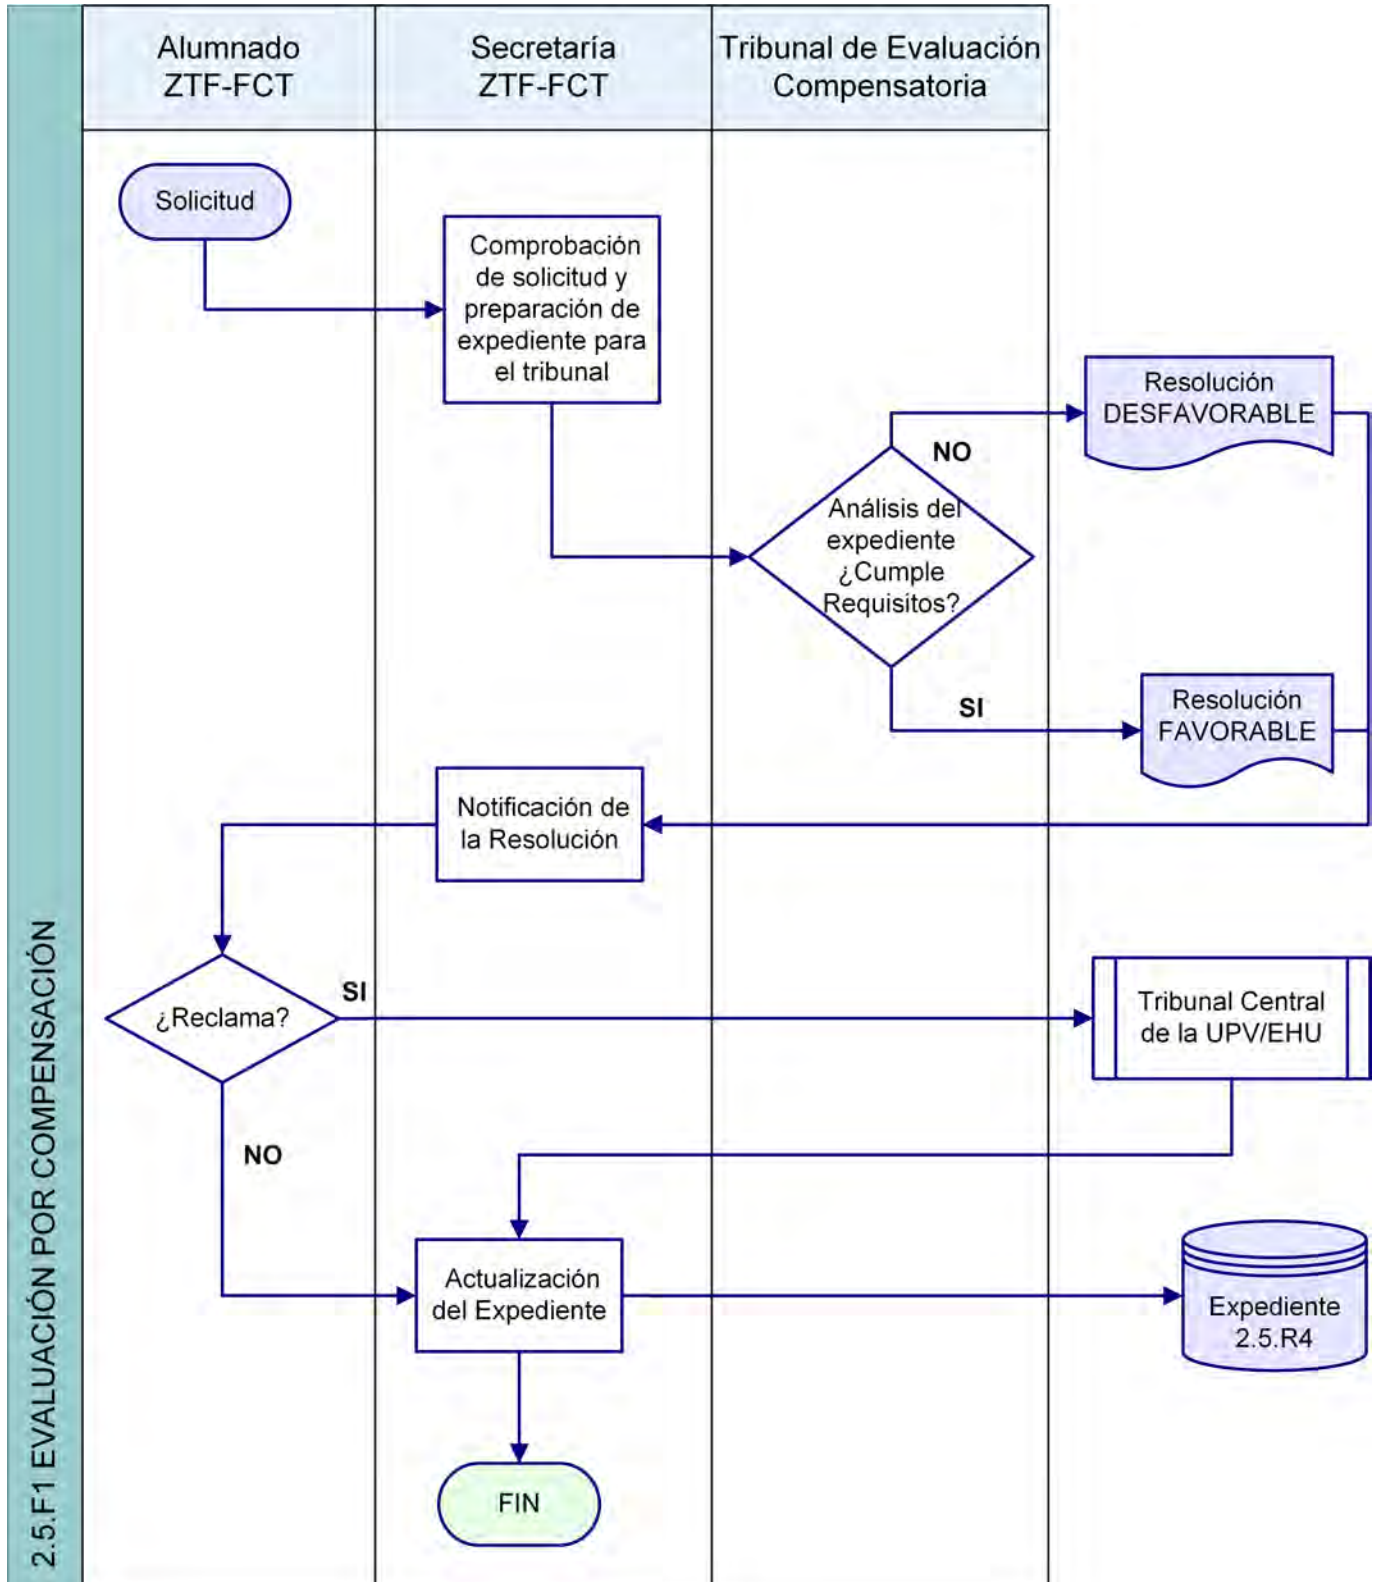 2.5.F1 EVALUACIÓN POR COMPENSACIÓN
Alumnado
ZTF-FCT
Secretaría
ZTF-FCT
Tribunal de Evaluación
Compensatoria
Solicitud
Comprobación
de solicitud y
preparación de
expediente para
el tribunal
Resolución
DESFAVORABLE
NO
Análisis del
expediente
¿Cumple
Requisitos?
SI
Resolución
FAVORABLE
Notificación de
la Resolución
¿Reclama?
SI
Tribunal Central
de la UPV/EHU
NO
Actualización
del Expediente
Expediente
2.5.R4
FIN